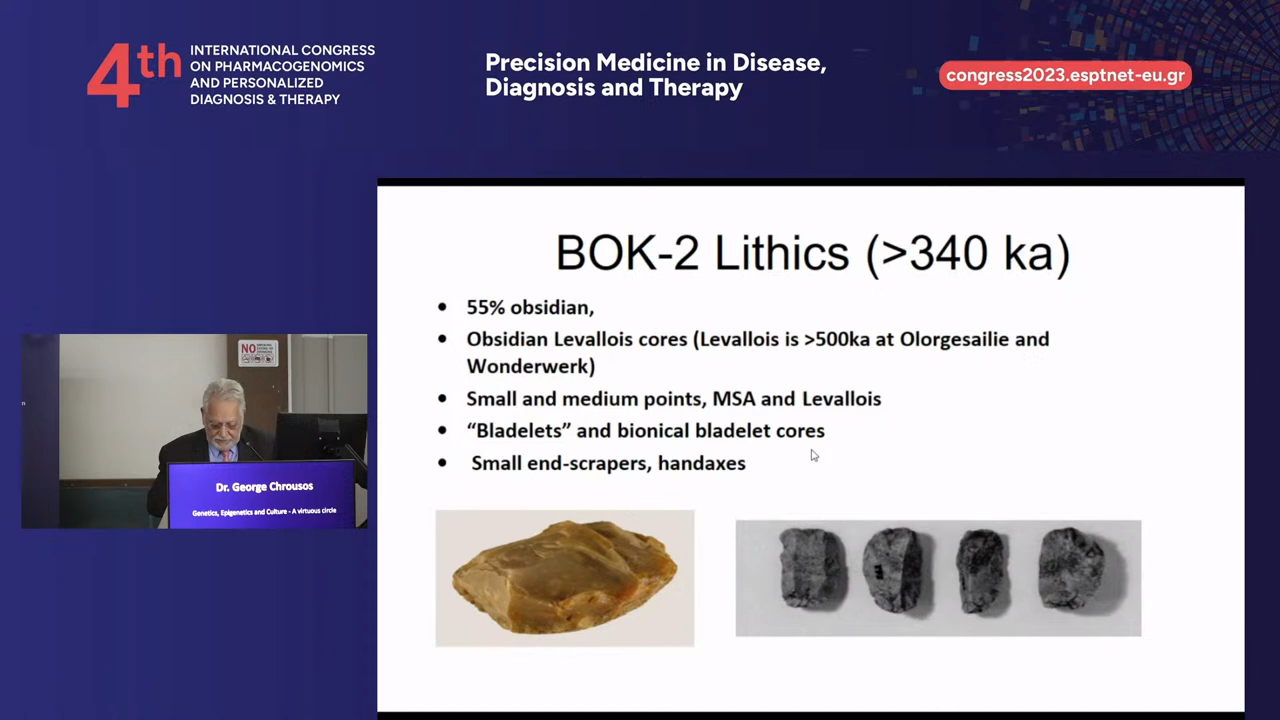 4th
INTERNATIONAL CONGRESS
ON PHARMACOGENOMICS
AND PERSONALIZED
DIAGNOSIS & THERAPY
Precision Medicine in Disease,
Diagnosis and Therapy
congress2023.esptnet-eu.gr
BOK-2 Lithics (>340 ka)
• 55% obsidian,
• Obsidian Levallois cores (Levallois is >500ka at Olorgesailie and
Wonderwerk)
• Small and medium points, MSA and Levallois
• “Bladelets” and bionical bladelet cores
• Small end-scrapers, handaxes
NO
Dr. George Chrousos
Genetics, Epigenetics and Culture - A virtuous circle